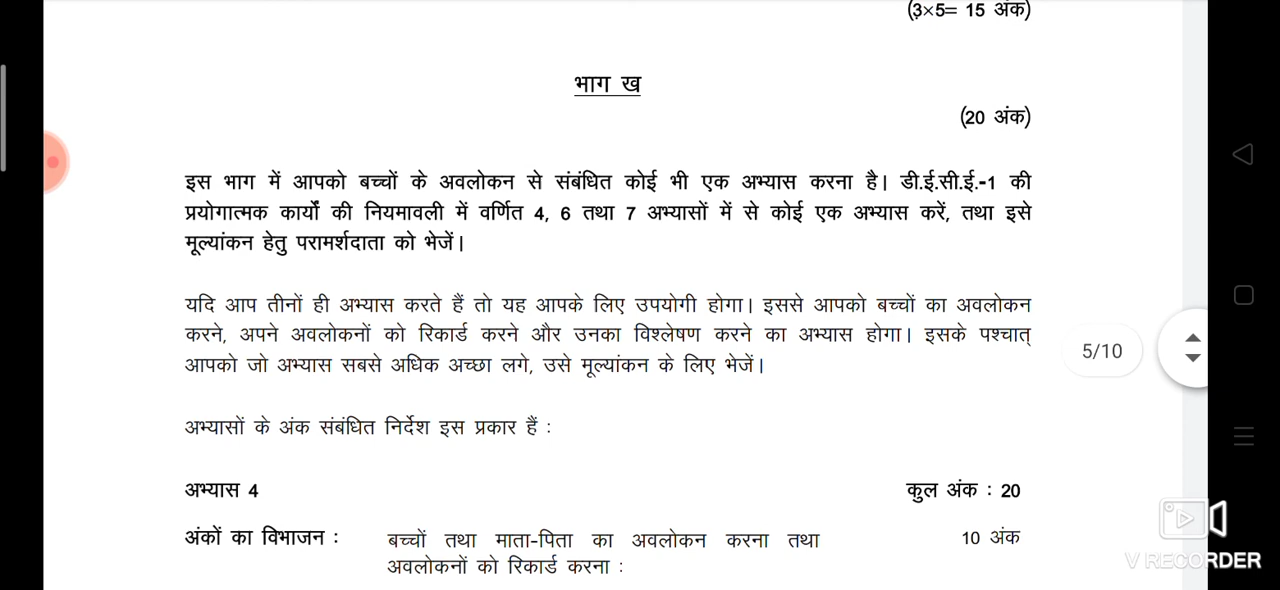 (3×5= 15 अंक)
भाग ख
(20 अंक)
इस भाग में आपको बच्चों के अवलोकन से संबंधित कोई भी एक अभ्यास करना है। डी.ई.सी.ई.-1 की
प्रयोगात्मक कार्यों की नियमावली में वर्णित 4, 6 तथा 7 अभ्यासों में से कोई एक अभ्यास करें, तथा इसे
मूल्यांकन हेतु परामर्शदाता को भेजें।
यदि आप तीनों ही अभ्यास करते हैं तो यह आपके लिए उपयोगी होगा। इससे आपको बच्चों का अवलोकन
करने, अपने अवलोकनों को रिकार्ड करने और उनका विश्लेषण करने का अभ्यास होगा। इसके पश्चात्
आपको जो अभ्यास सबसे अधिक अच्छा लगे, उसे मूल्यांकन के लिए भेजें।
5/10
अभ्यासों के अंक संबंधित निर्देश इस प्रकार हैं :
अभ्यास 4 कुल अंक : 20
अंकों का विभाजन : बच्चों तथा माता-पिता का अवलोकन करना तथा 10 अंक
अवलोकनों को रिकार्ड करना :
V RECORDER